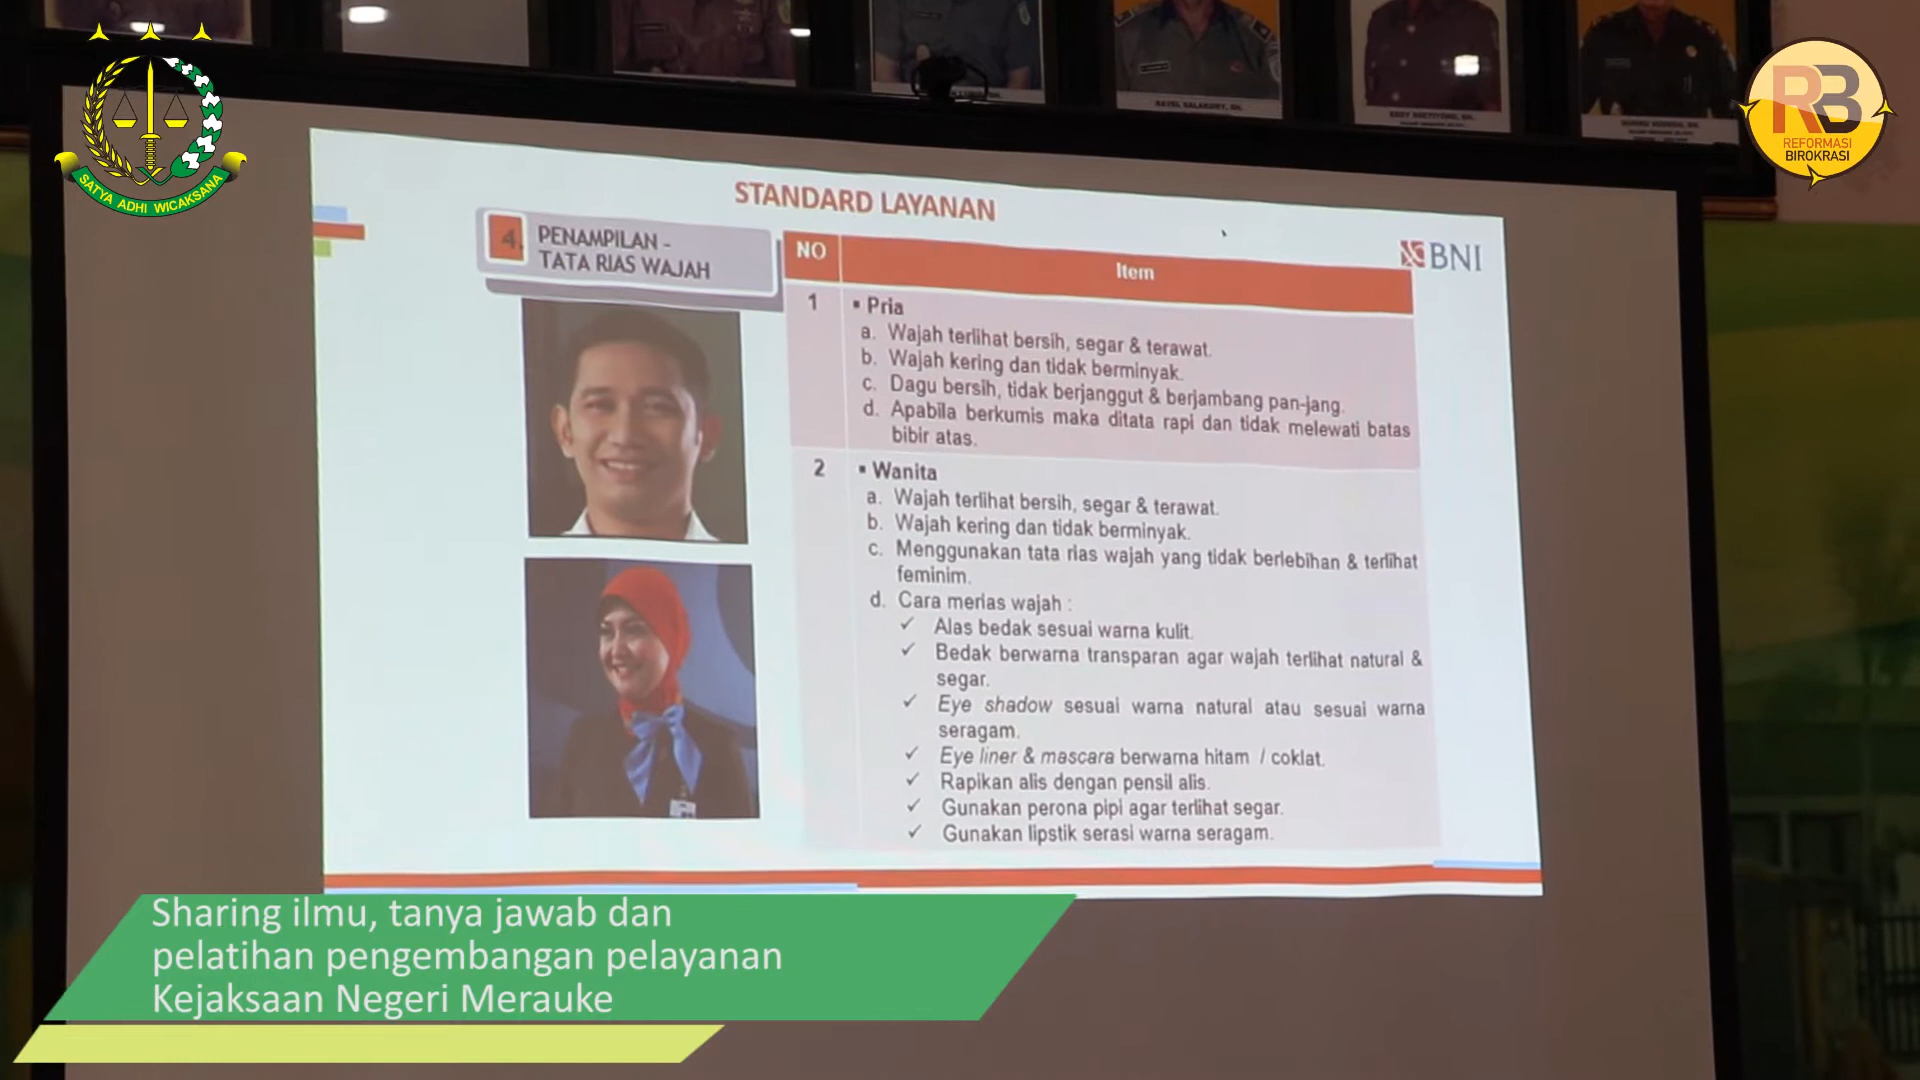 SATYA ADHI WICAKSANA
RB
REFORMASI
BIROKRASI
STANDARD LAYANAN
BNI
4. PENAMPILAN -
TATA RIAS WAJAH
NO Item
1 ▪ Pria
a. Wajah terlihat bersih, segar & terawat.
b. Wajah kering dan tidak berminyak.
c. Dagu bersih, tidak berjanggut & berjambang pan-jang.
d. Apabila berkumis maka ditata rapi dan tidak melewati batas
bibir atas.
2 ▪ Wanita
a. Wajah terlihat bersih, segar & terawat.
b. Wajah kering dan tidak berminyak.
c. Menggunakan tata rias wajah yang tidak berlebihan & terlihat
feminim.
d. Cara merias wajah :
✓ Alas bedak sesuai warna kulit.
✓ Bedak berwarna transparan agar wajah terlihat natural &
segar.
✓ Eye shadow sesuai warna natural atau sesuai warna
seragam.
✓ Eye liner & mascara berwarna hitam / coklat.
✓ Rapikan alis dengan pensil alis.
✓ Gunakan perona pipi agar terlihat segar.
✓ Gunakan lipstik serasi warna seragam.
Sharing ilmu, tanya jawab dan
pelatihan pengembangan pelayanan
Kejaksaan Negeri Merauke